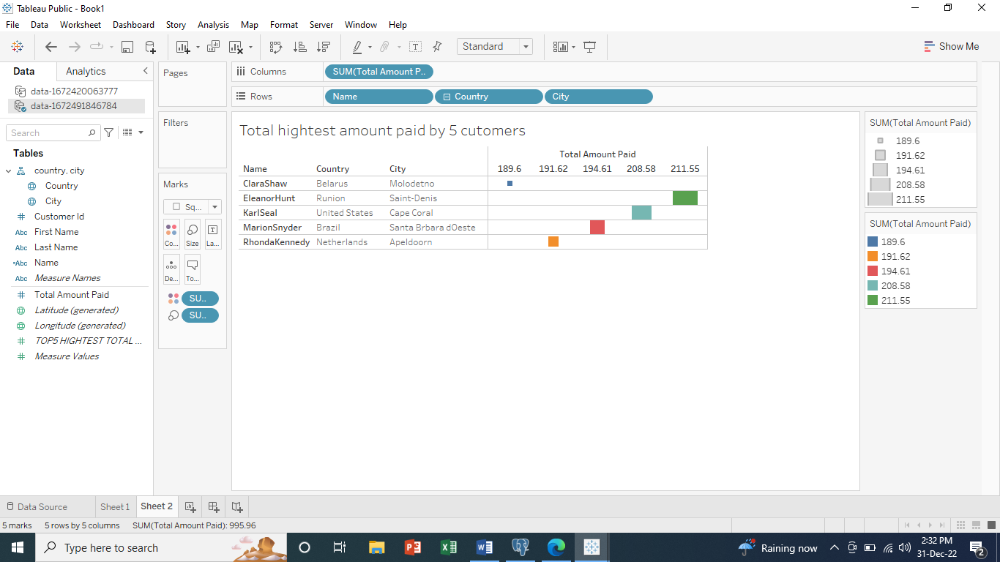 Tableau Public - Book1
File Data Worksheet Dashboard Story Analysis Map Format Server Window Help
Standard
Show Me
Data Analytics
data-1672420063777
data-1672491846784
Search
Tables
country, city
Country
City
Customer Id
First Name
Last Name
Name
Measure Names
Total Amount Paid
Latitude (generated)
Longitude (generated)
TOP5 HIGHTEST TOTAL ...
Measure Values
Pages
Filters
Marks
Sq...
Co... Size La...
De... To...
SU..
SU..
Columns SUM(Total Amount P..
Rows Name Country City
Total hightest amount paid by 5 cutomers
Total Amount Paid
Name Country City 189.6 191.62 194.61 208.58 211.55
ClaraShaw Belarus Molodetno
EleanorHunt Runion Saint-Denis
KarlSeal United States Cape Coral
MarionSnyder Brazil Santa Brbara dOeste
RhondaKennedy Netherlands Apeldoorn
SUM(Total Amount Paid)
189.6
191.62
194.61
208.58
211.55
SUM(Total Amount Paid)
189.6
191.62
194.61
208.58
211.55
Data Source Sheet 1 Sheet 2
5 marks 5 rows by 5 columns SUM(Total Amount Paid): 995.96
Type here to search
Raining now
2:32 PM
31-Dec-22
2